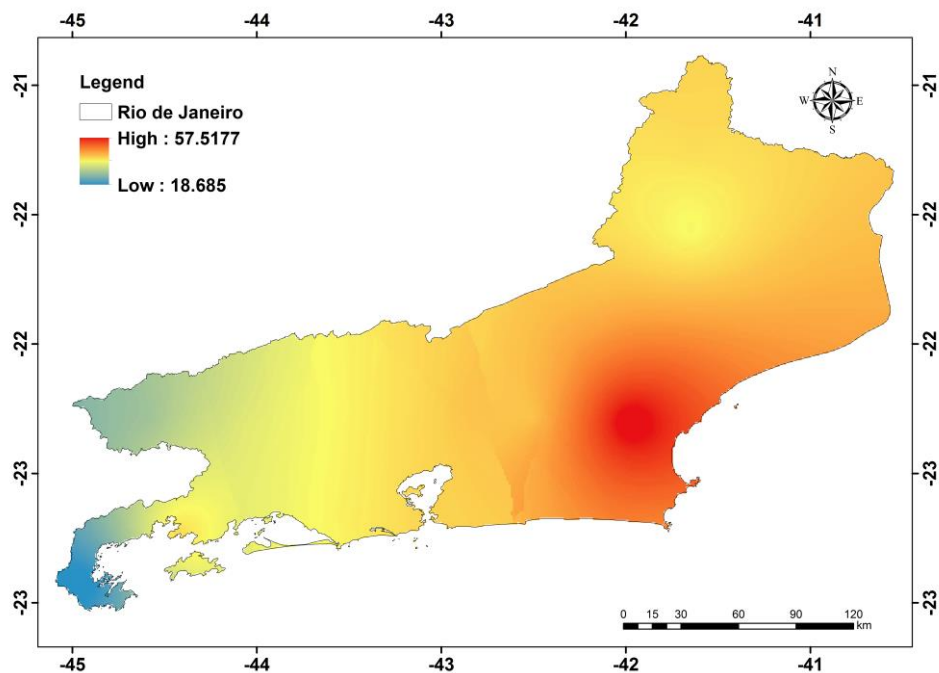 -45 -44 -43 -42 -41
Legend
Rio de Janeiro
High : 57.5177
Low : 18.685
N
W E
S
-21 -21
-22 -22
-22 -22
-23 -23
-23 -23
0 15 30 60 90 120
km
-45 -44 -43 -42 -41